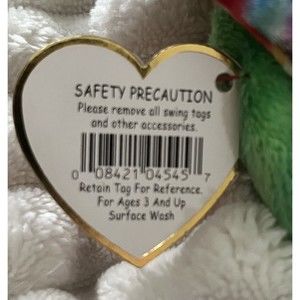 SAFETY PRECAUTION
Please remove all swing tags
and other accessories.
0 08421 04545 7
Retain Tag For Reference.
For Ages 3 And Up
Surface Wash